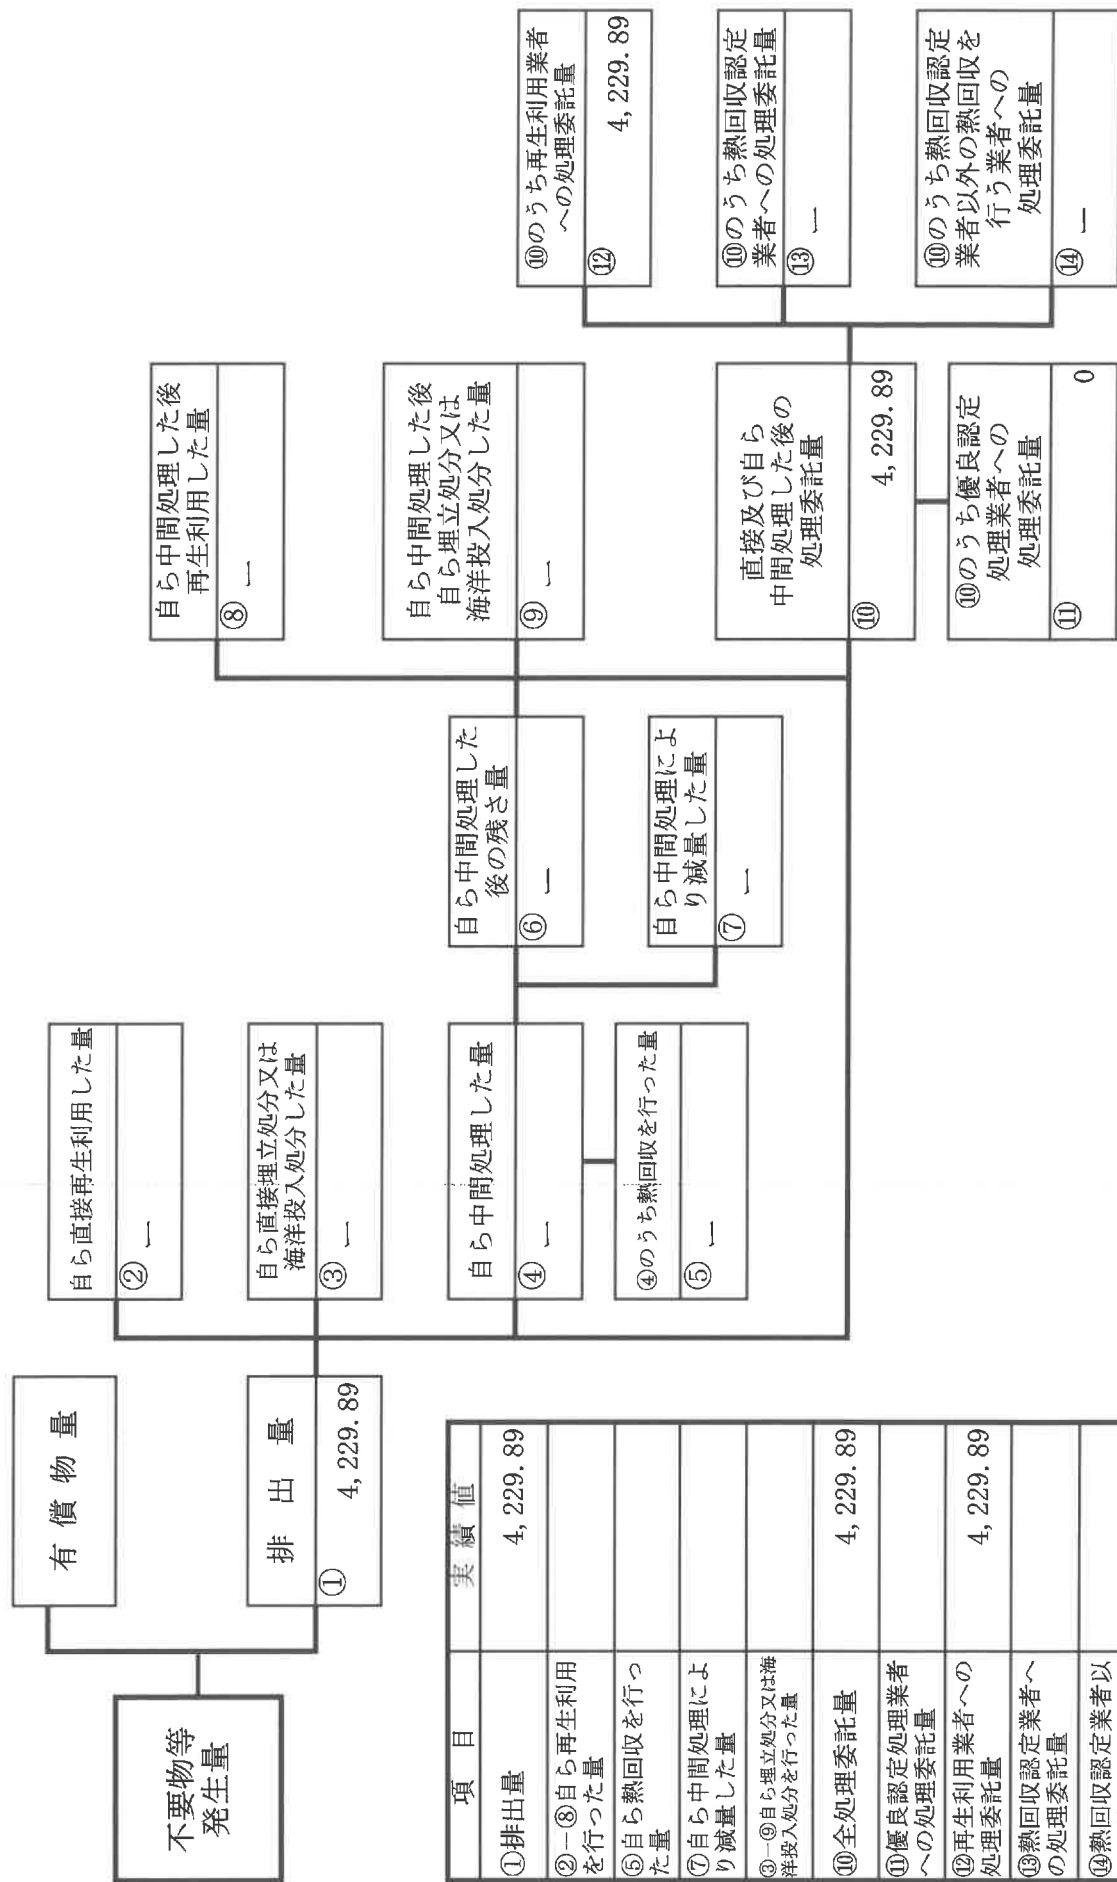 不要物等
発生量
有償物量
排出量
①
4,229.89
自ら直接再生利用した量
②
ー
自ら直接埋立処分又は
海洋投入処分した量
③
ー
自ら中間処理した量
④
ー
④のうち熱回収を行った量
⑤
ー
自ら中間処理した
後の残さ量
⑥
ー
自ら中間処理によ
り減量した量
⑦
ー
自ら中間処理した後
再生利用した量
⑧
ー
自ら中間処理した後
自ら埋立処分又は
海洋投入処分した量
⑨
ー
直接及び自ら
中間処理した後の
処理委託量
⑩
4,229.89
⑩のうち優良認定
処理業者への
処理委託量
⑪
0
⑩のうち再生利用業者
への処理委託量
⑫
4,229.89
⑩のうち熱回収認定
業者への処理委託量
⑬
ー
⑩のうち熱回収認定
業者以外の熱回収を
行う業者への
処理委託量
⑭
ー
項目
実績値
①排出量
4,229.89
②ー⑧自ら再生利用
を行った量
⑤自ら熱回収を行っ
た量
⑦自ら中間処理によ
り減量した量
③ー⑨自ら埋立処分又は海
洋投入処分を行った量
⑩全処理委託量
4,229.89
⑪優良認定処理業者
への処理委託量
⑫再生利用業者への
処理委託量
4,229.89
⑬熱回収認定業者へ
の処理委託量
⑭熱回収認定業者以